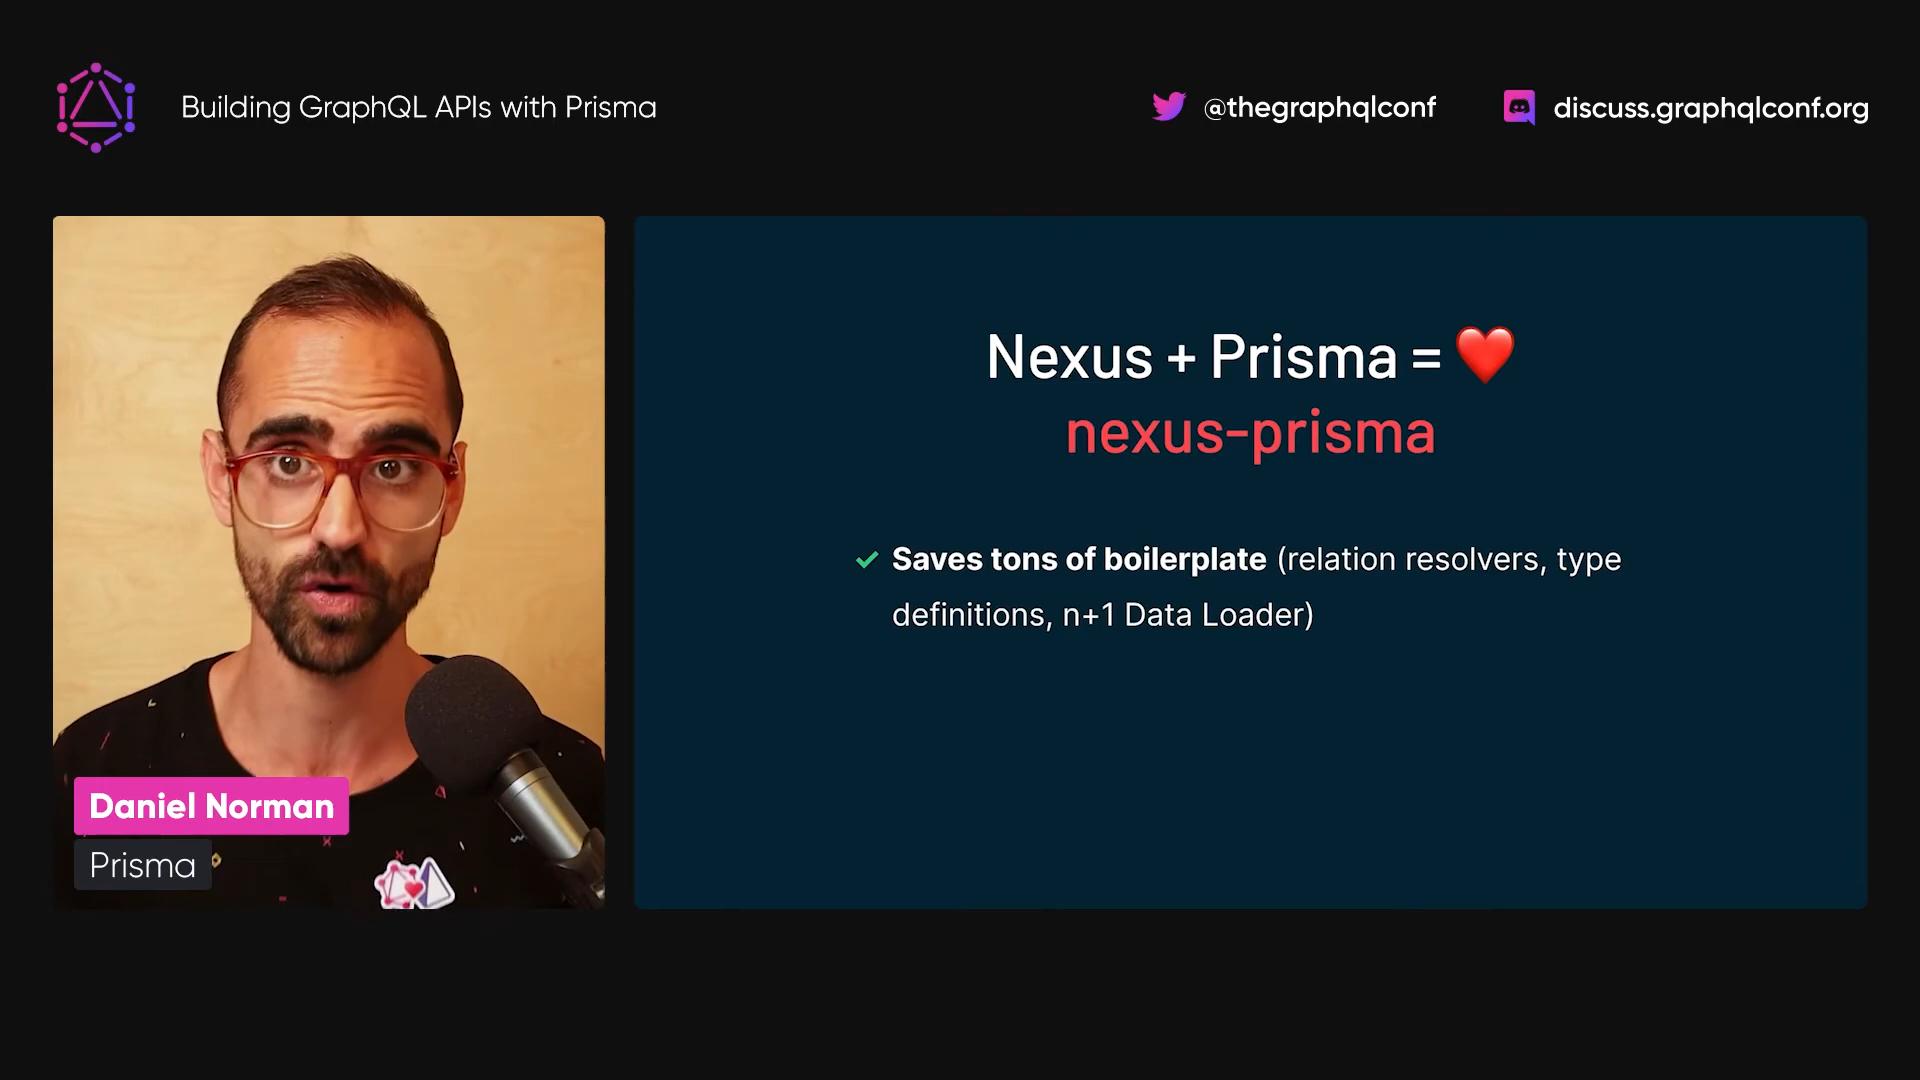 Building GraphQL APIs with Prisma
@thegraphqlconf
discuss.graphqlconf.org
Nexus + Prisma = ❤️
nexus-prisma
✓ Saves tons of boilerplate (relation resolvers, type
definitions, n+1 Data Loader)
Daniel Norman
Prisma